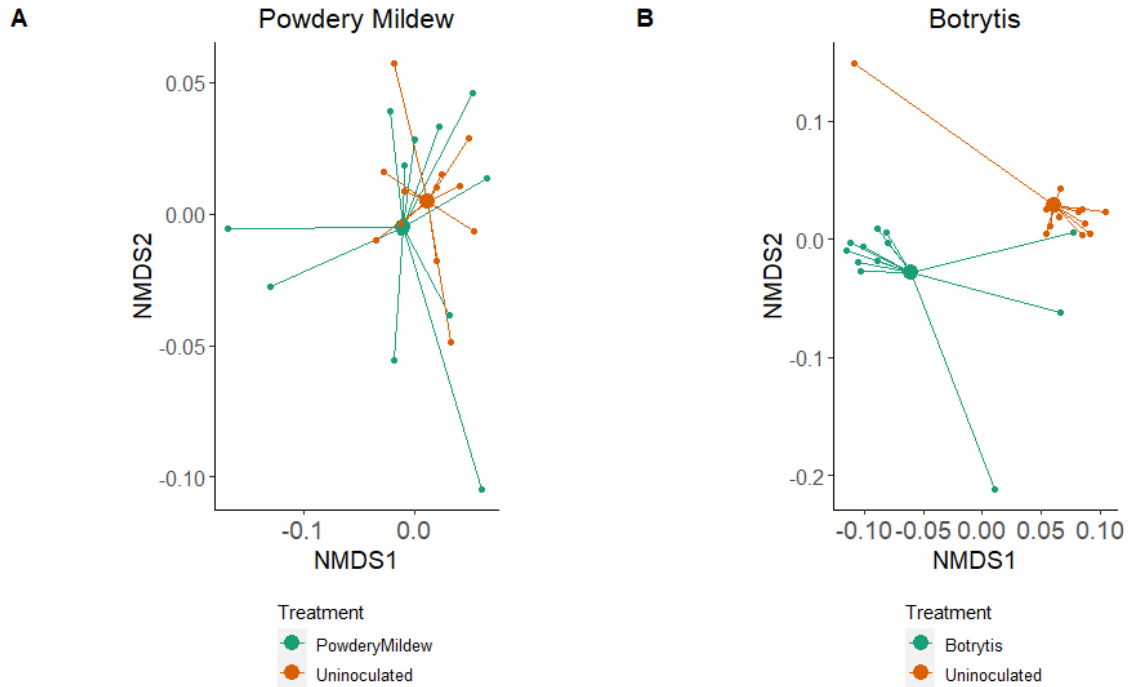 A
Powdery Mildew
0.05
0.00
-0.05
-0.10
NMDS2
-0.1
0.0
NMDS1
Treatment
PowderyMildew
Uninoculated
B
Botrytis
0.1
0.0
-0.1
-0.2
NMDS2
-0.10
-0.05
0.00
0.05
0.10
NMDS1
Treatment
Botrytis
Uninoculated